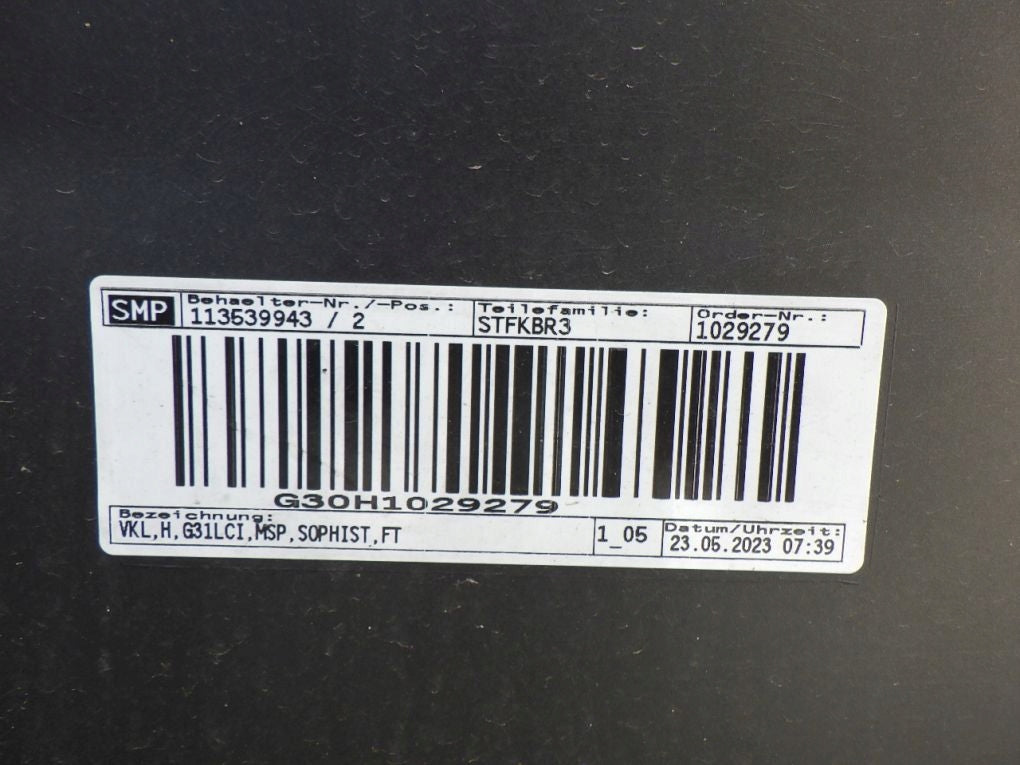 SMP Behaelter-Nr./-Pos.: Teilefamilie: Order-Nr.:
113539943 / 2 STFKBR3 1029279
G30H1029279
Bezeichnung: Datum/Uhrzeit:
VKL,H,G31LCI,MSP,SOPHIST,FT 1_05 23.05.2023 07:39